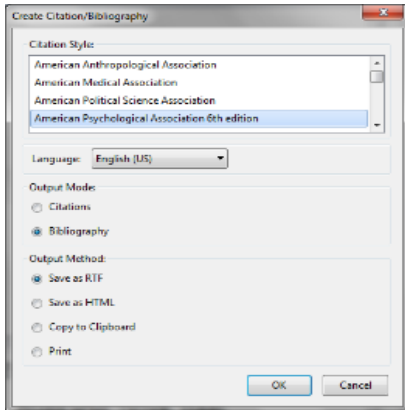 Create Citation/Bibliography
Citation Style:
American Anthropological Association
American Medical Association
American Political Science Association
American Psychological Association 6th edition
Language: English (US)
Output Mode:
Citations
Bibliography
Output Method:
Save as RTF
Save as HTML
Copy to Clipboard
Print
OK Cancel